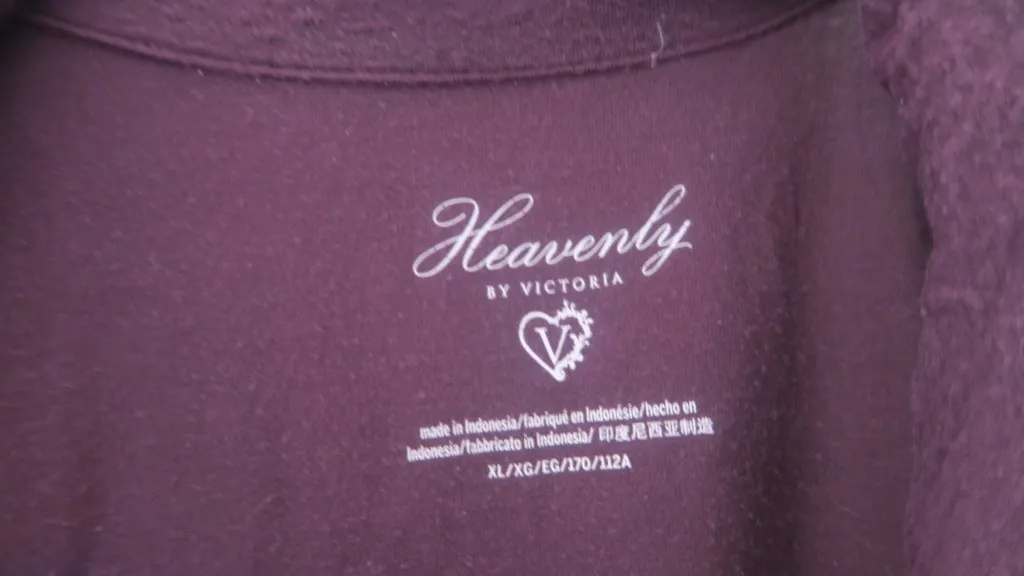 Heavenly
BY VICTORIA
V
made in Indonesia/fabriqué en Indonésie/hecho en
Indonesia/fabbricato in Indonesia/ 印度尼西亚制造
XL/XG/EG/170/112A